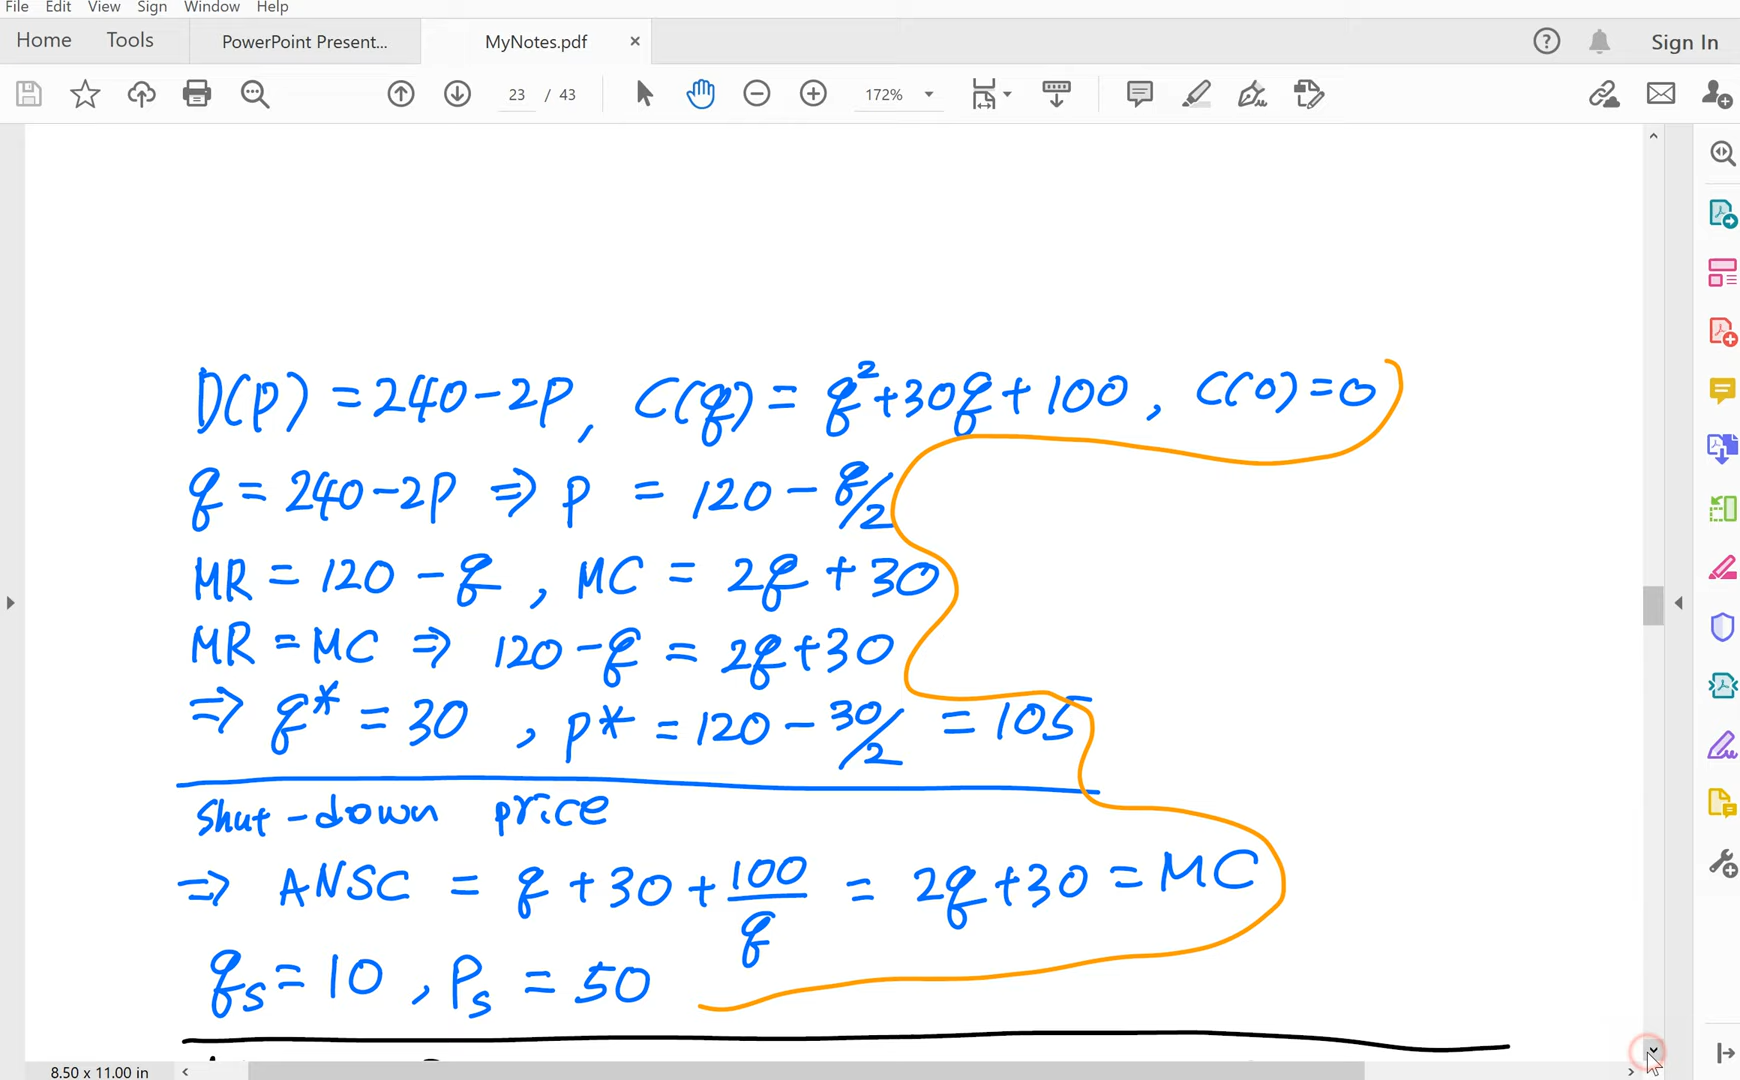 File Edit View Sign Window Help
Home Tools PowerPoint Present... MyNotes.pdf × Sign In
23 / 43 172%
D(p) = 240-2P, C(q) = q²+30q+100, C(0)=0
q = 240-2P ⇒ P = 120 - q/2
MR = 120 - q, MC = 2q + 30
MR = MC ⇒ 120 - q = 2q+30
⇒ q* = 30, p* = 120 - 30/2 = 105
Shut-down price
⇒ ANSC = q + 30 + 100/q = 2q+30 = MC
qs = 10, Ps = 50
8.50 x 11.00 in